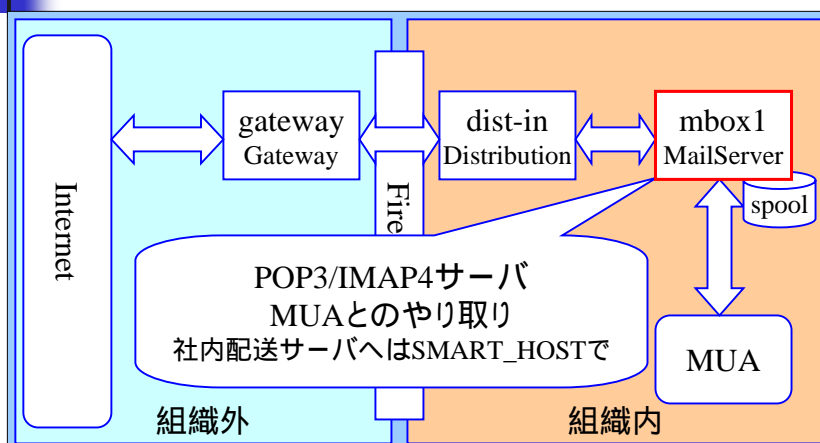 Internet
gateway
Gateway
Fire
dist-in
Distribution
mbox1
MailServer
spool
POP3/IMAP4サーバ
MUAとのやり取り
社内配送サーバへはSMART_HOSTで
MUA
組織外
組織内